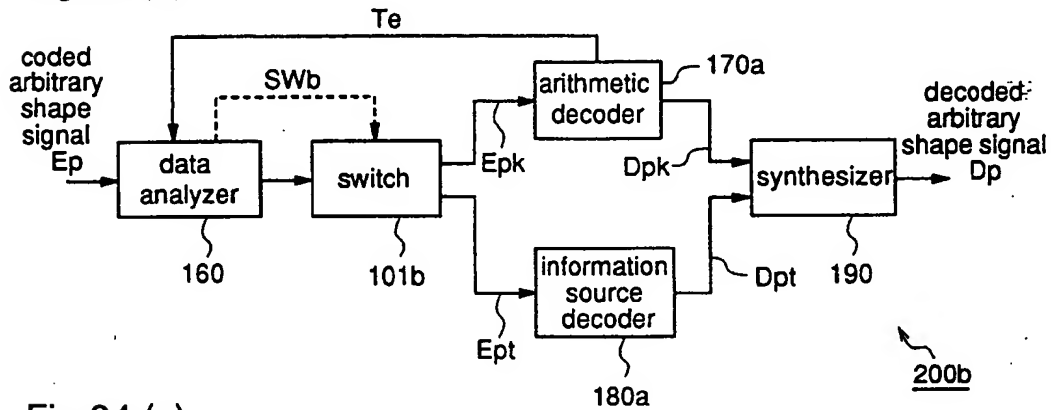 Te
coded
arbitrary
shape
signal
Ep
SWb
data
analyzer
160
switch
101b
Epk
arithmetic
decoder
170a
Dpk
Ept
information
source
decoder
180a
Dpt
synthesizer
190
decoded
arbitrary
shape signal
Dp
200b